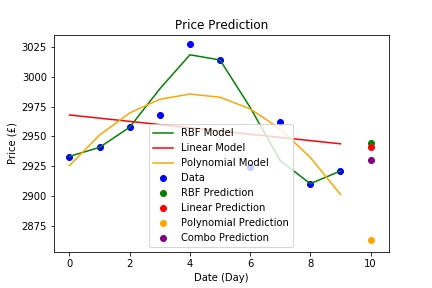 Price Prediction
3025
3000
2975
2950
2925
2900
2875
Price (£)
RBF Model
Linear Model
Polynomial Model
Data
RBF Prediction
Linear Prediction
Polynomial Prediction
Combo Prediction
0 2 4 6 8 10
Date (Day)